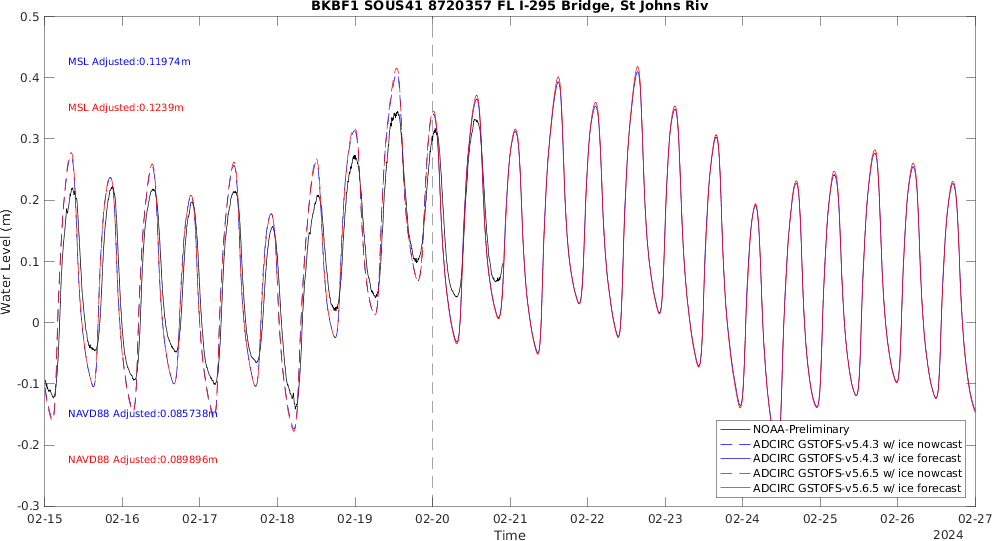 BKBF1 SOUS41 8720357 FL I-295 Bridge, St Johns Riv
0.5
0.4
0.3
0.2
0.1
0
-0.1
-0.2
-0.3
Water Level (m)
MSL Adjusted:0.11974m
MSL Adjusted:0.1239m
NAVD88 Adjusted:0.085738m
NAVD88 Adjusted:0.089896m
NOAA-Preliminary
ADCIRC GSTOFS-v5.4.3 w/ ice nowcast
ADCIRC GSTOFS-v5.4.3 w/ ice forecast
ADCIRC GSTOFS-v5.6.5 w/ ice nowcast
ADCIRC GSTOFS-v5.6.5 w/ ice forecast
02-15 02-16 02-17 02-18 02-19 02-20 02-21 02-22 02-23 02-24 02-25 02-26 02-27
Time
2024